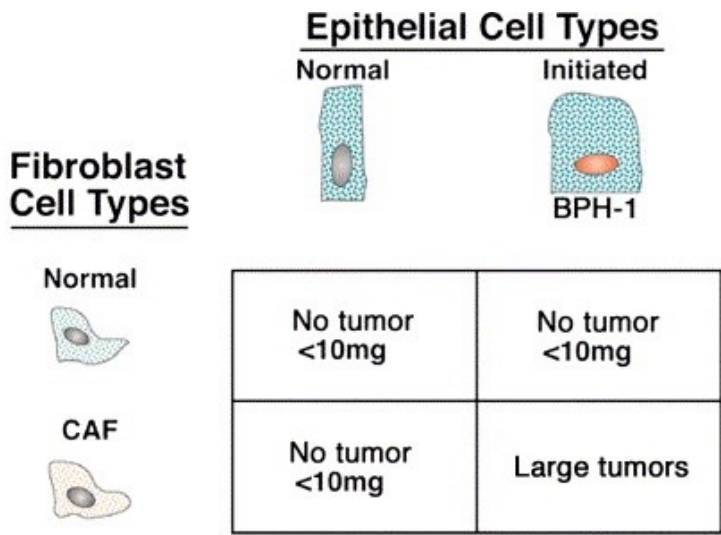 Epithelial Cell Types
Normal
Initiated
BPH-1
Fibroblast
Cell Types
Normal
No tumor
<10mg
No tumor
<10mg
CAF
No tumor
<10mg
Large tumors